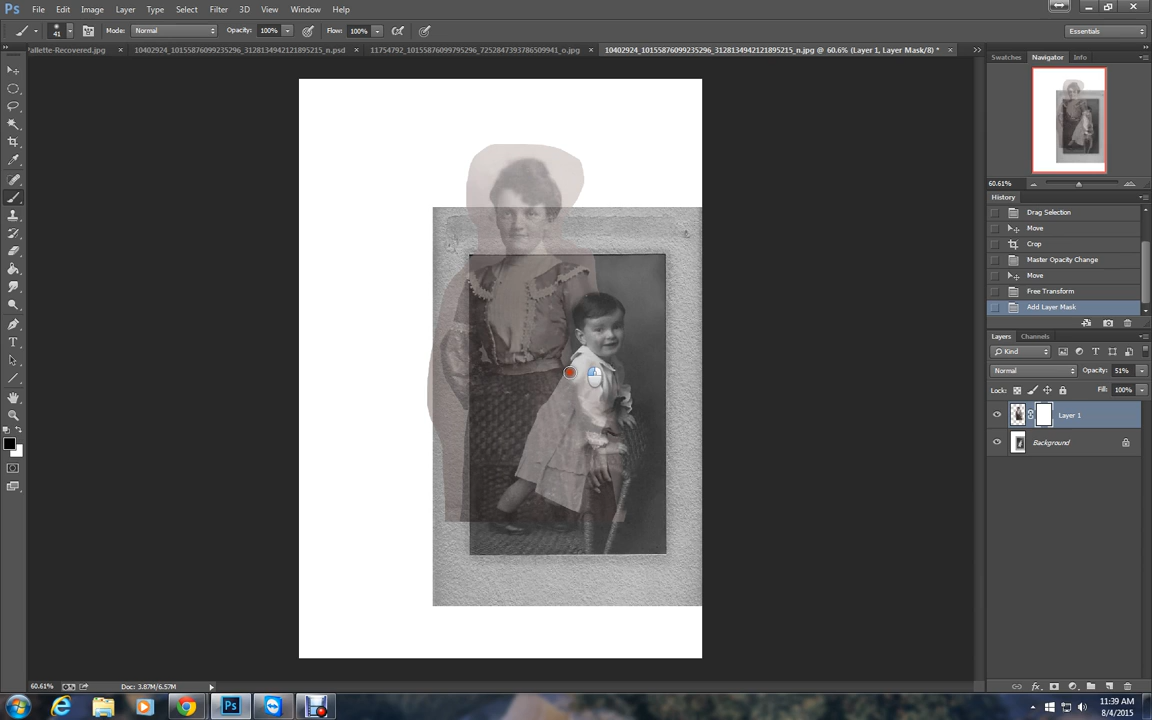 Ps File Edit Image Layer Type Select Filter 3D View Window Help
41 Mode: Normal Opacity: 100% Flow: 100% Essentials
*allette-Recovered.jpg × 10402924_10155876099235296_3128134942121895215_n.psd × 11754792_10155876099795296_7252847393786509941_o.jpg × 10402924_10155876099235296_3128134942121895215_n.jpg @ 60.6% (Layer 1, Layer Mask/8) * ×
Swatches Navigator Info
60.61%
History
Drag Selection
Move
Crop
Master Opacity Change
Move
Free Transform
Add Layer Mask
Layers Channels
Kind
Normal Opacity: 51%
Lock: Fill: 100%
Layer 1
Background
T
60.61% Doc: 3.87M/6.57M
Ps
11:39 AM
8/4/2015